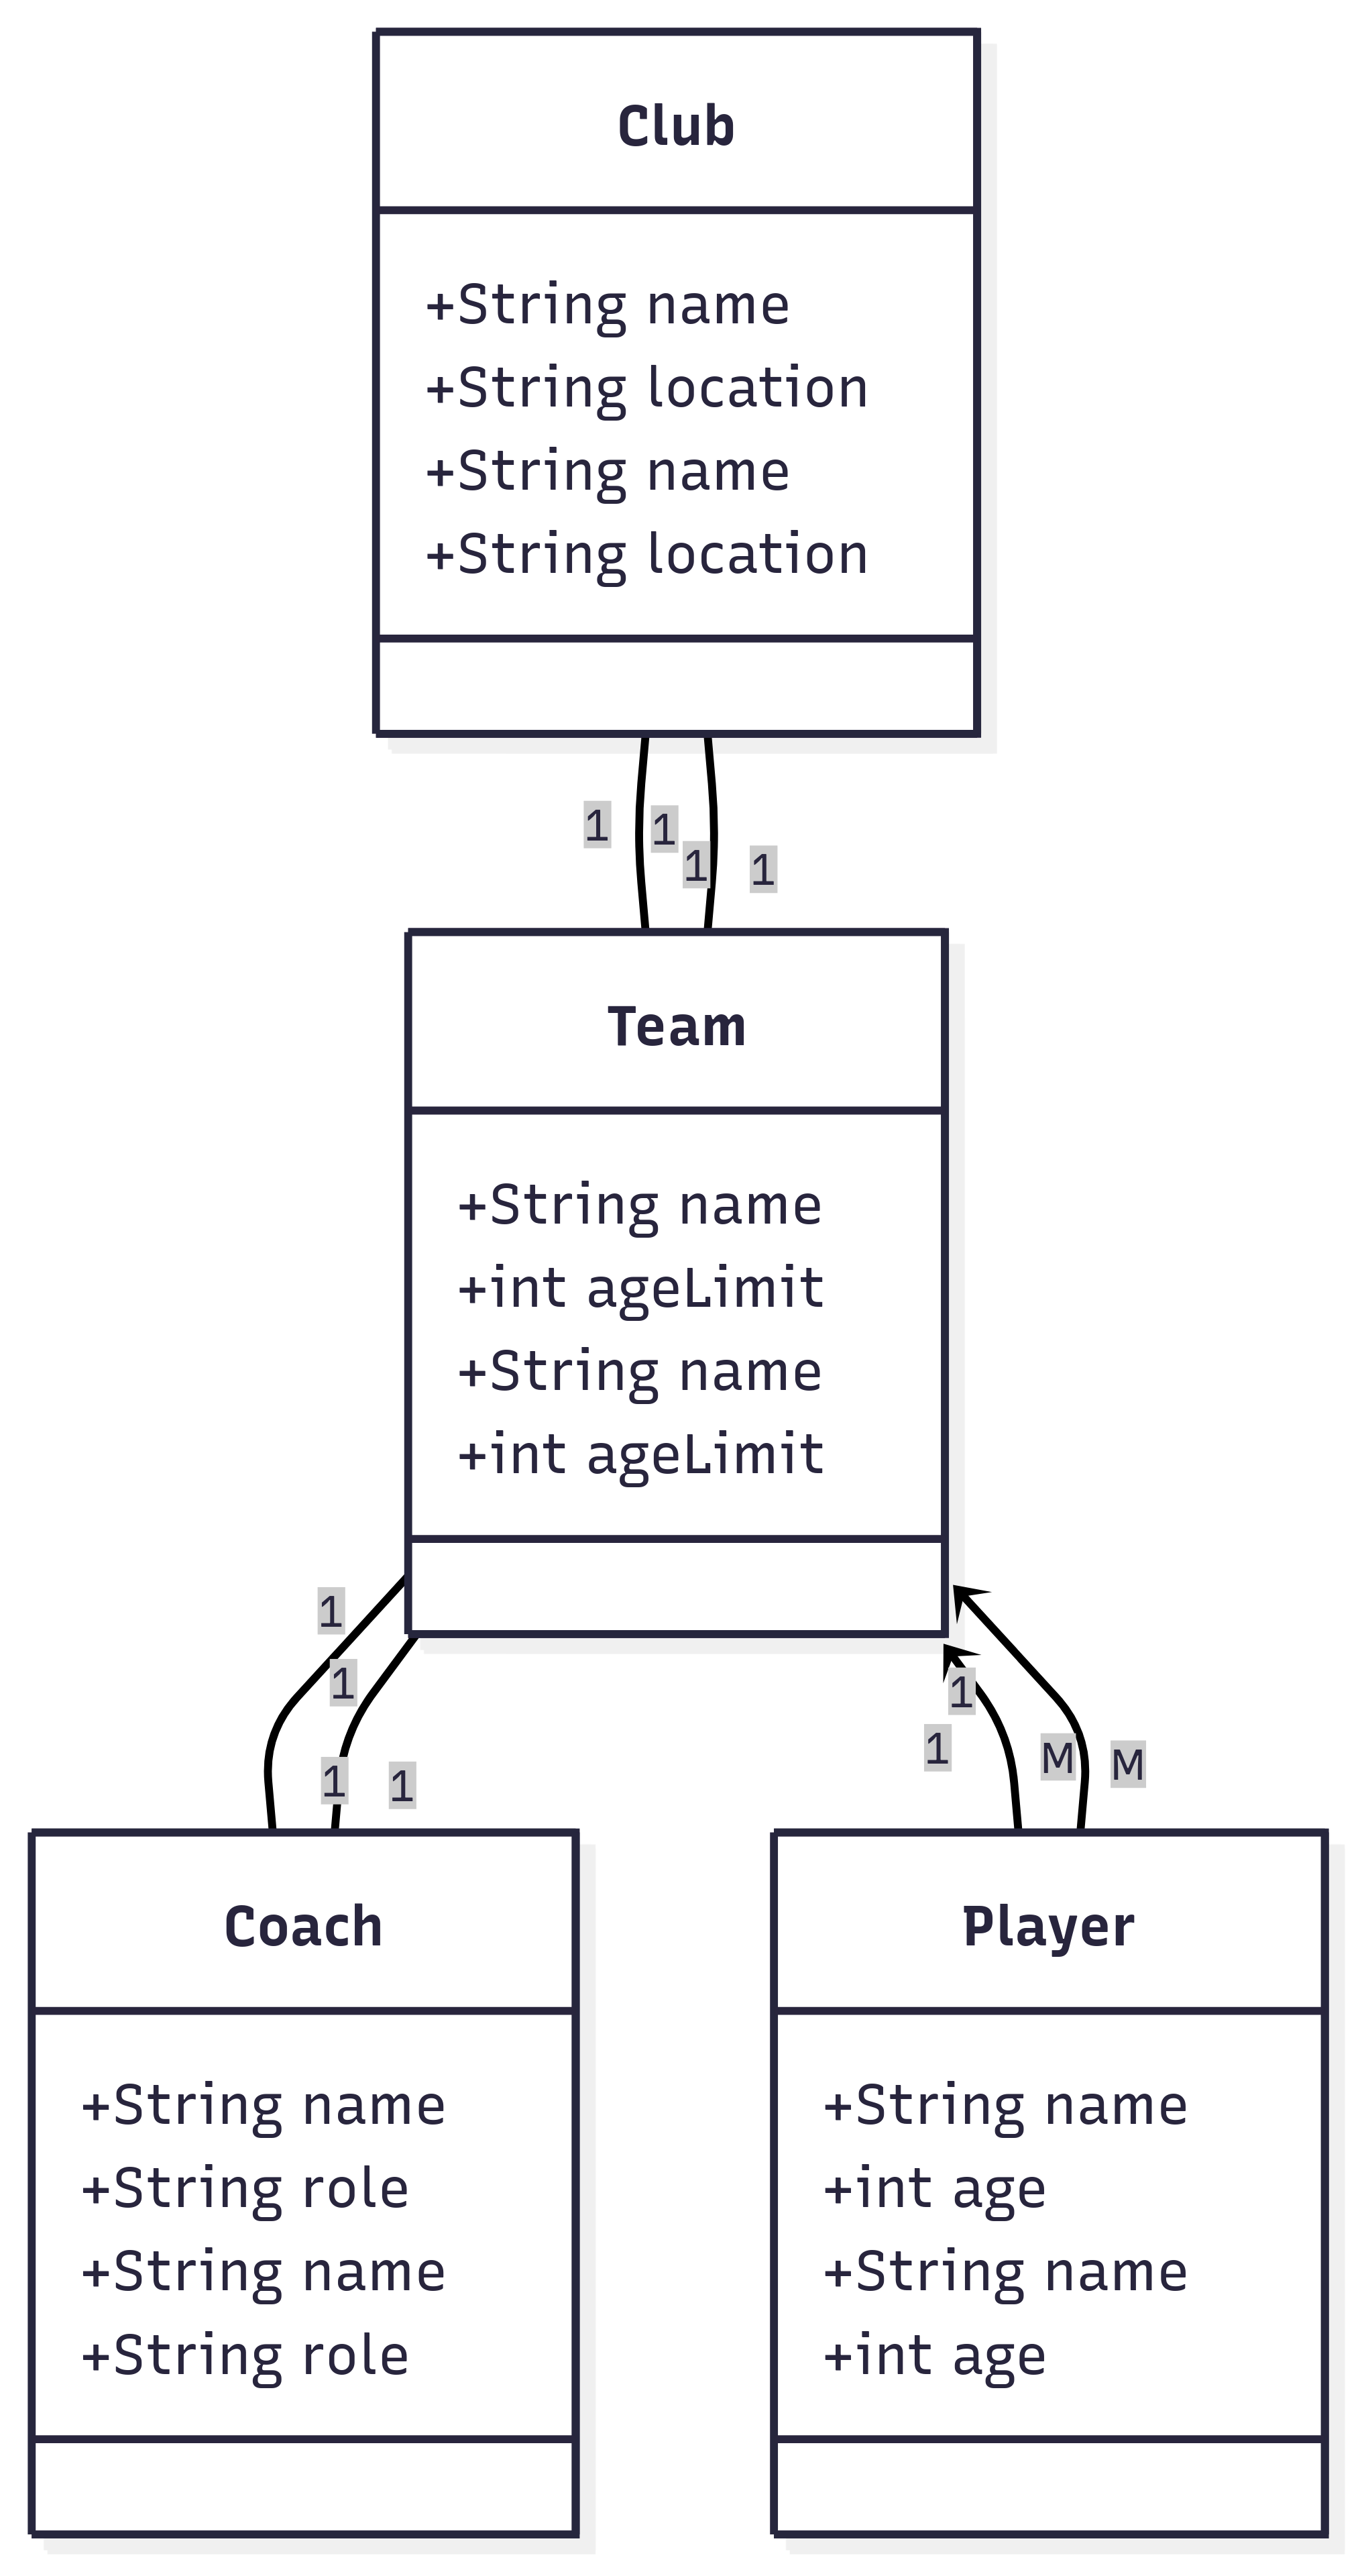 Club
+String name
+String location
+String name
+String location
1
1
1
1
Team
+String name
+int ageLimit
+String name
+int ageLimit
1
1
1
1
1
1
M
M
Coach
+String name
+String role
+String name
+String role
Player
+String name
+int age
+String name
+int age